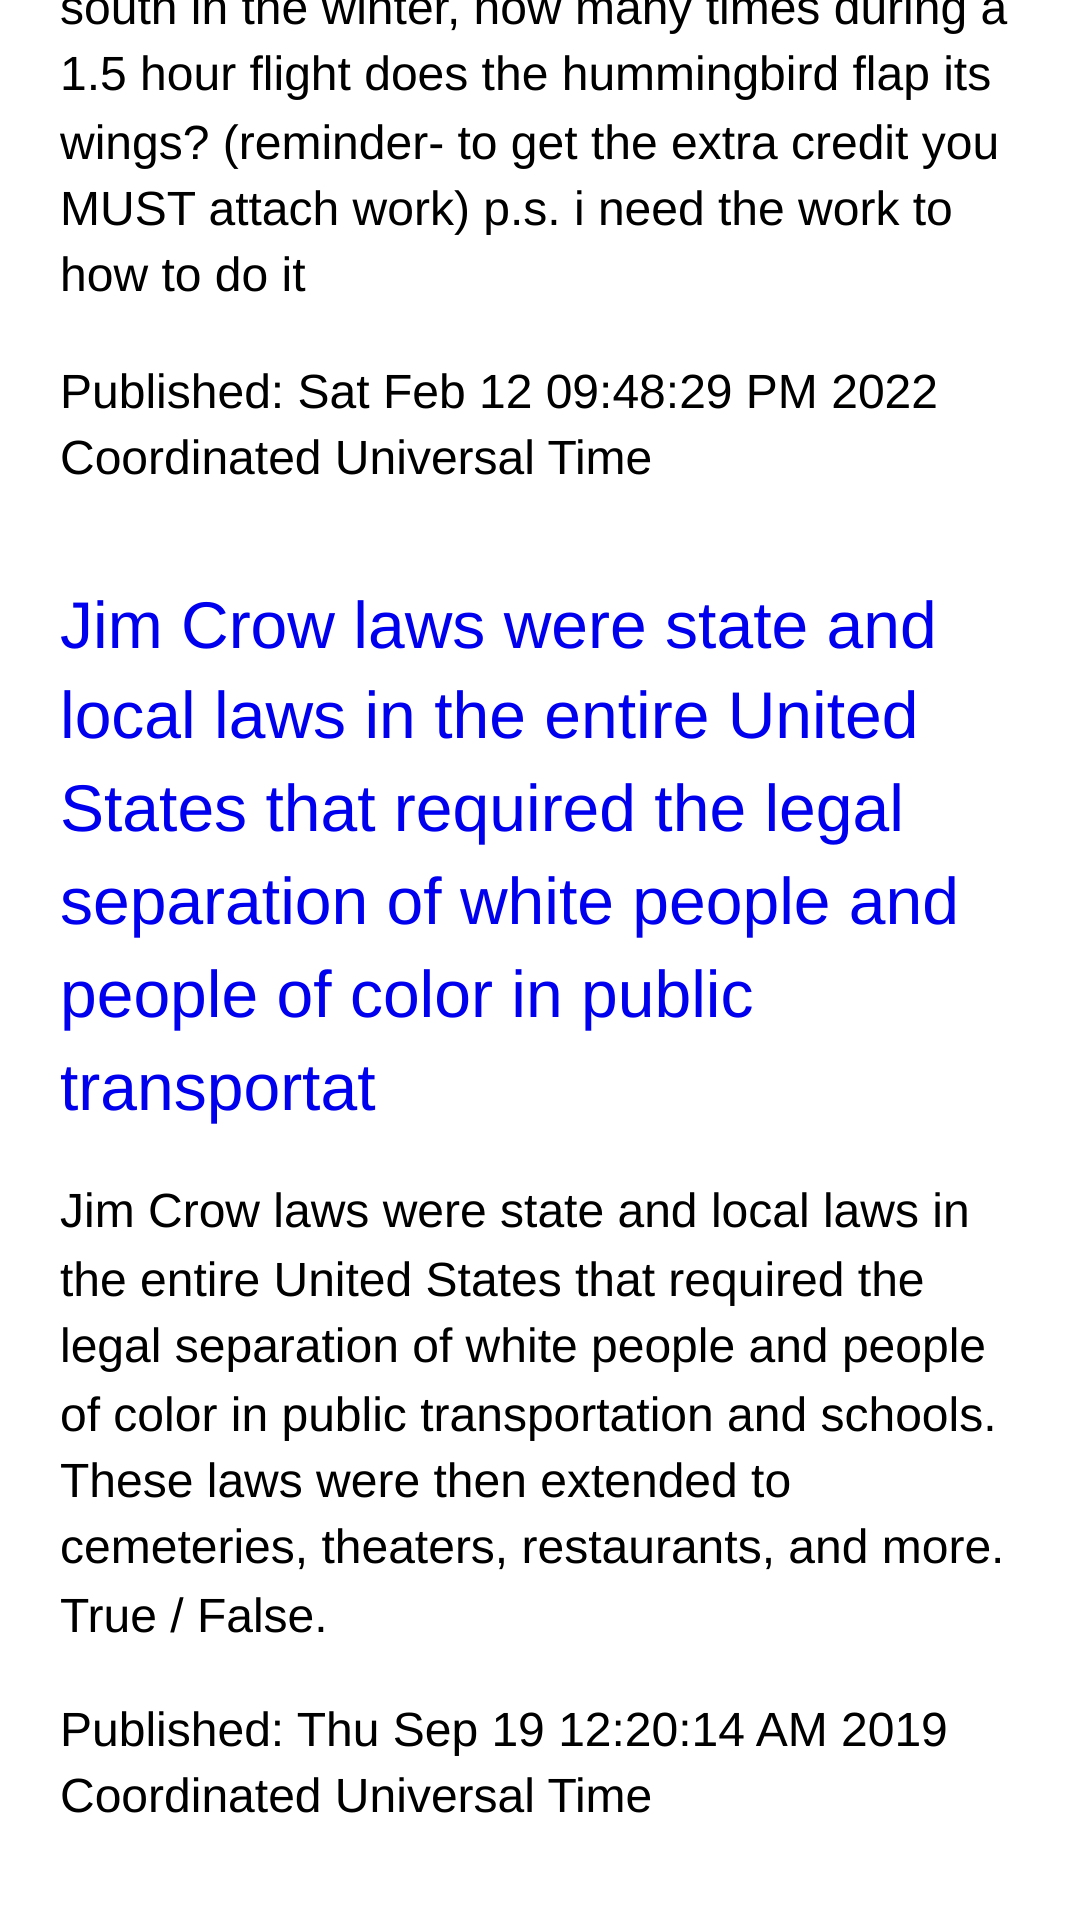 south in the winter, how many times during a
1.5 hour flight does the hummingbird flap its
wings? (reminder- to get the extra credit you
MUST attach work) p.s. i need the work to
how to do it
Published: Sat Feb 12 09:48:29 PM 2022
Coordinated Universal Time
Jim Crow laws were state and
local laws in the entire United
States that required the legal
separation of white people and
people of color in public
transportat
Jim Crow laws were state and local laws in
the entire United States that required the
legal separation of white people and people
of color in public transportation and schools.
These laws were then extended to
cemeteries, theaters, restaurants, and more.
True / False.
Published: Thu Sep 19 12:20:14 AM 2019
Coordinated Universal Time